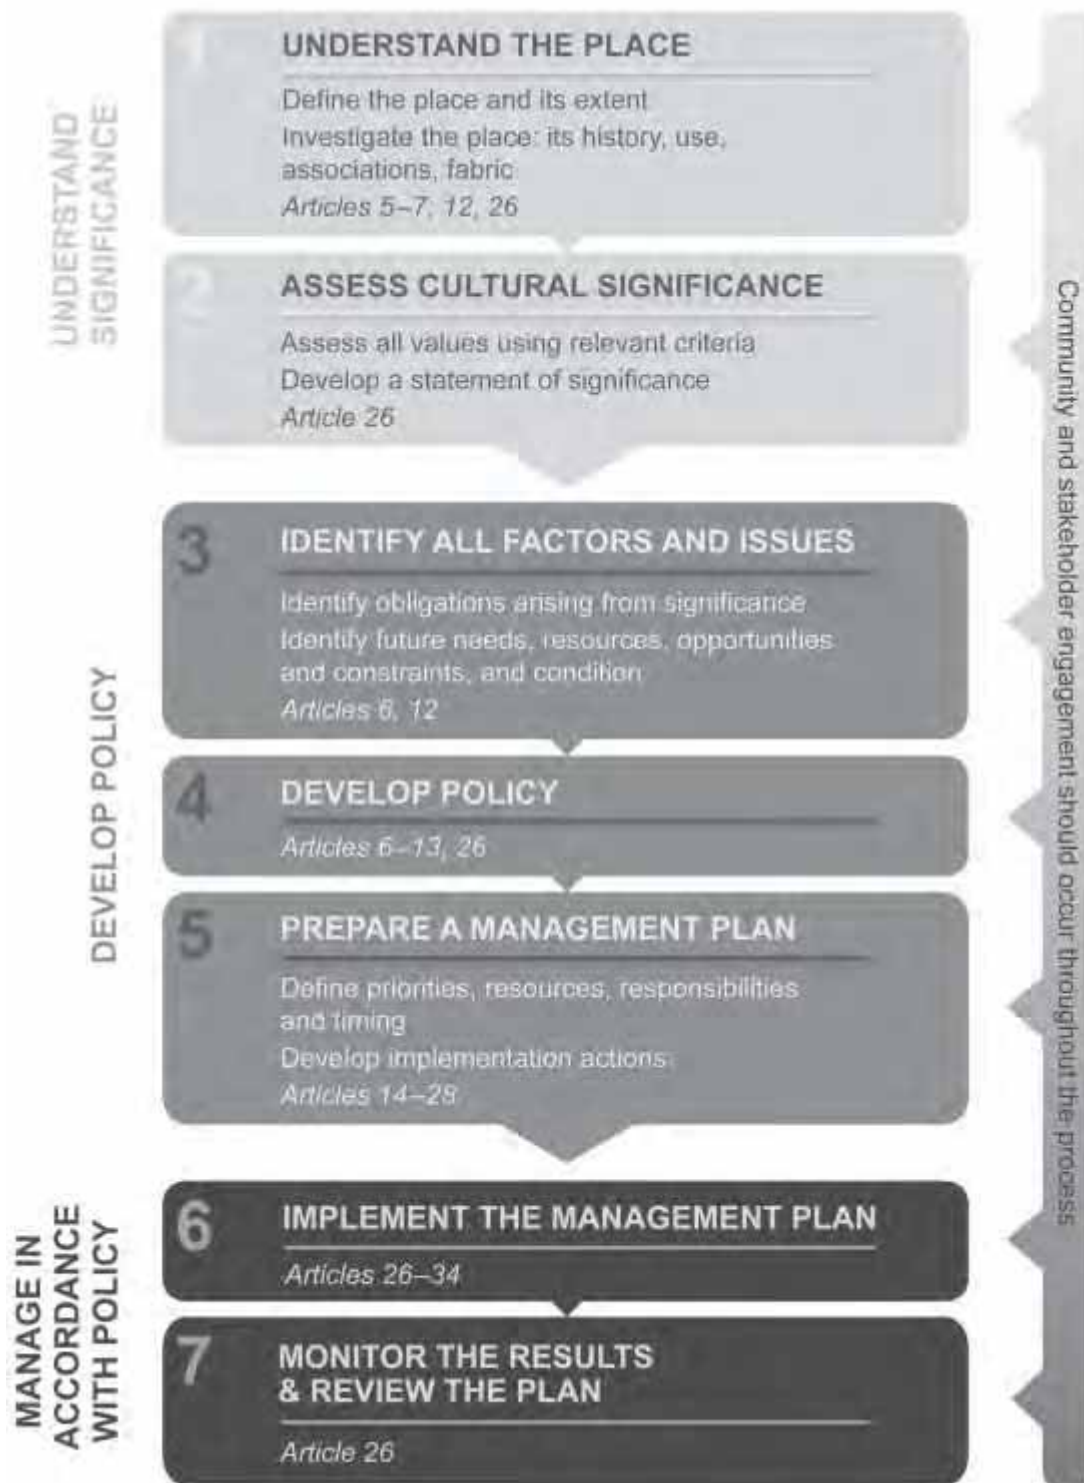 UNDERSTAND
SIGNIFICANCE
1
UNDERSTAND THE PLACE
Define the place and its extent
Investigate the place: its history, use,
associations, fabric
Articles 5–7, 12, 26
2
ASSESS CULTURAL SIGNIFICANCE
Assess all values using relevant criteria
Develop a statement of significance
Article 26
DEVELOP POLICY
3
IDENTIFY ALL FACTORS AND ISSUES
Identify obligations arising from significance
Identify future needs, resources, opportunities
and constraints, and condition
Articles 6, 12
4
DEVELOP POLICY
Articles 6–13, 26
5
PREPARE A MANAGEMENT PLAN
Define priorities, resources, responsibilities
and timing
Develop implementation actions
Articles 14–28
MANAGE IN
ACCORDANCE
WITH POLICY
6
IMPLEMENT THE MANAGEMENT PLAN
Articles 26–34
7
MONITOR THE RESULTS
& REVIEW THE PLAN
Article 26
Community and stakeholder engagement should occur throughout the process